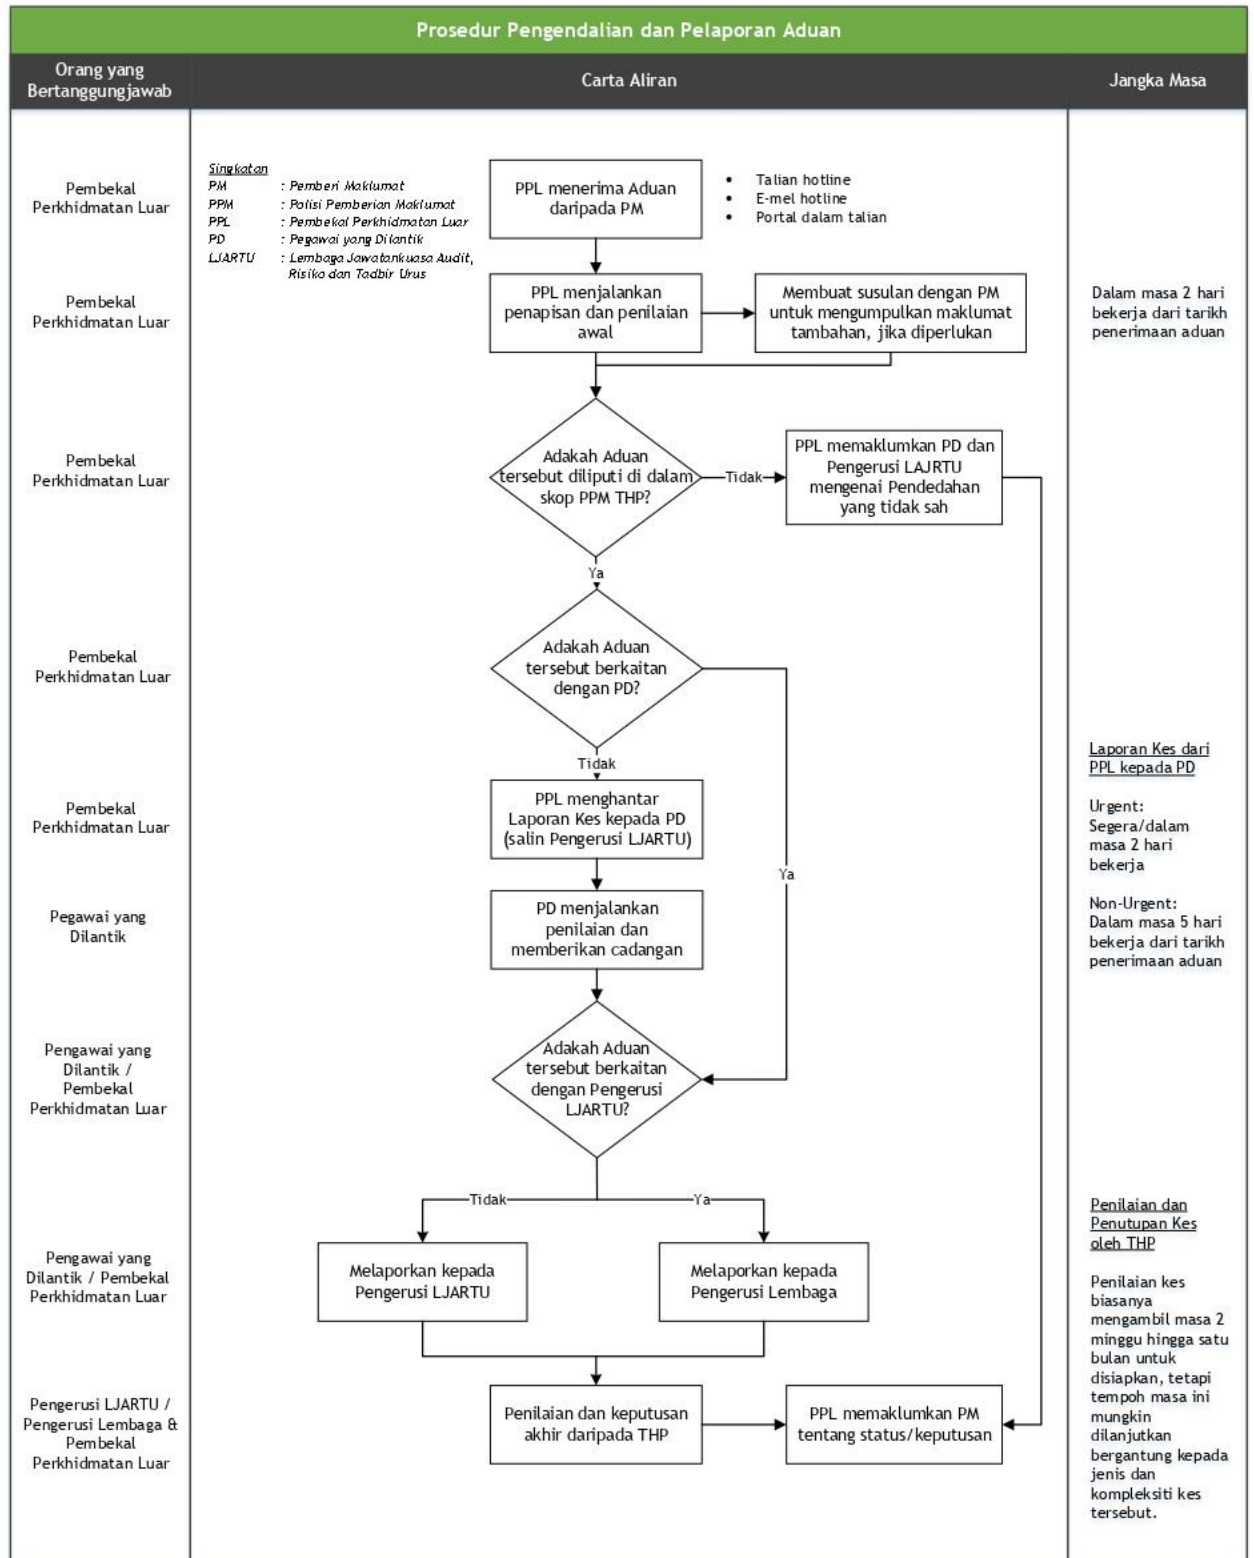 Prosedur Pengendalian dan Pelaporan Aduan
Orang yang
Bertanggungjawab
Carta Aliran
Jangka Masa
Pembekal
Perkhidmatan Luar
Singkatan
PM : Pemberi Maklumat
PPM : Polisi Pemberian Maklumat
PPL : Pembekal Perkhidmatan Luar
PD : Pegawai yang Dilantik
LJARTU : Lembaga Jawatankuasa Audit,
Risiko dan Tadbir Urus
PPL menerima Aduan
daripada PM
• Talian hotline
• E-mel hotline
• Portal dalam talian
Pembekal
Perkhidmatan Luar
PPL menjalankan
penapisan dan penilaian
awal
Membuat susulan dengan PM
untuk mengumpulkan maklumat
tambahan, jika diperlukan
Dalam masa 2 hari
bekerja dari tarikh
penerimaan aduan
Pembekal
Perkhidmatan Luar
Adakah Aduan
tersebut diliputi di dalam
skop PPM THP?
Tidak
PPL memaklumkan PD dan
Pengerusi LAJRTU
mengenai Pendedahan
yang tidak sah
Ya
Pembekal
Perkhidmatan Luar
Adakah Aduan
tersebut berkaitan
dengan PD?
Tidak
Ya
Pembekal
Perkhidmatan Luar
PPL menghantar
Laporan Kes kepada PD
(salin Pengerusi LJARTU)
Laporan Kes dari
PPL kepada PD
Urgent:
Segera/dalam
masa 2 hari
bekerja
Non-Urgent:
Dalam masa 5 hari
bekerja dari tarikh
penerimaan aduan
Pegawai yang
Dilantik
PD menjalankan
penilaian dan
memberikan cadangan
Pengawai yang
Dilantik /
Pembekal
Perkhidmatan Luar
Adakah Aduan
tersebut berkaitan
dengan Pengerusi
LJARTU?
Tidak
Ya
Pengawai yang
Dilantik / Pembekal
Perkhidmatan Luar
Melaporkan kepada
Pengerusi LJARTU
Melaporkan kepada
Pengerusi Lembaga
Penilaian dan
Penutupan Kes
oleh THP
Penilaian kes
biasanya
mengambil masa 2
minggu hingga satu
bulan untuk
disiapkan, tetapi
tempoh masa ini
mungkin
dilanjutkan
bergantung kepada
jenis dan
kompleksiti kes
tersebut.
Pengerusi LJARTU /
Pengerusi Lembaga &
Pembekal
Perkhidmatan Luar
Penilaian dan keputusan
akhir daripada THP
PPL memaklumkan PM
tentang status/keputusan